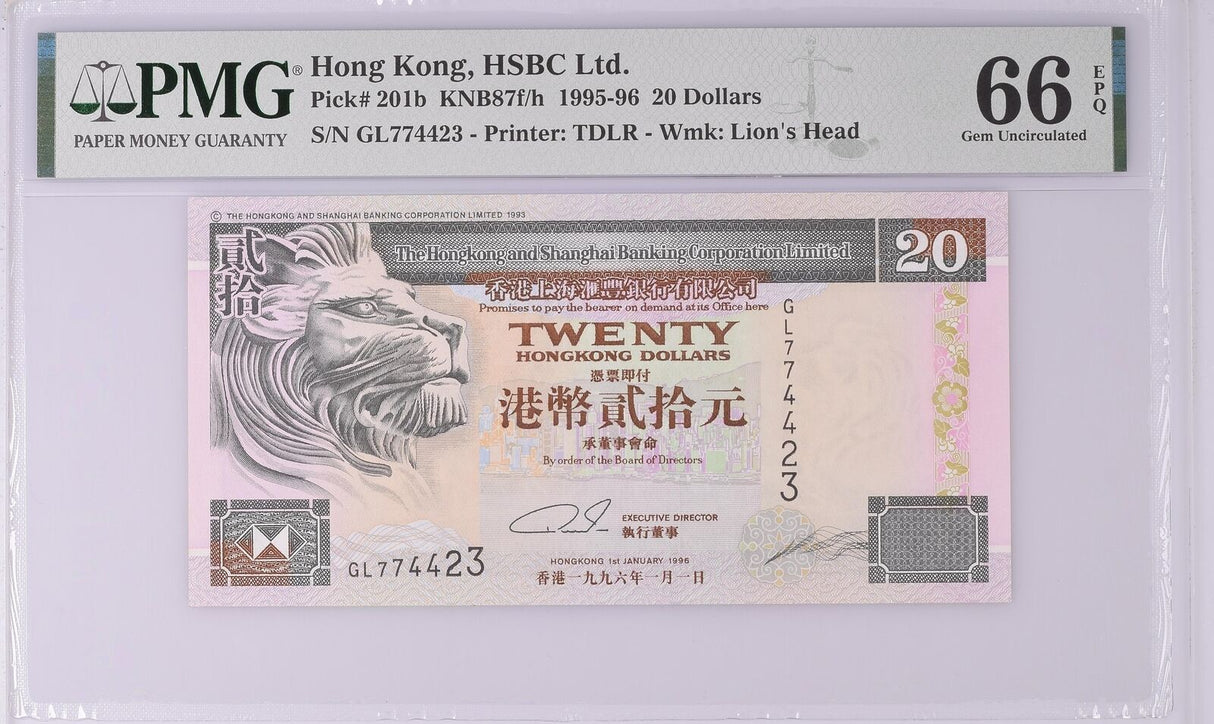 PMG®
PAPER MONEY GUARANTY
Hong Kong, HSBC Ltd.
Pick# 201b KNB87f/h 1995-96 20 Dollars
S/N GL774423 - Printer: TDLR - Wmk: Lion's Head
66 EPQ
Gem Uncirculated
© THE HONGKONG AND SHANGHAI BANKING CORPORATION LIMITED 1993
貳拾
The Hongkong and Shanghai Banking Corporation Limited
20
香港上海滙豐銀行有限公司
Promises to pay the bearer on demand at its Office here
TWENTY
HONGKONG DOLLARS
憑票即付
港幣貳拾元
承董事會命
By order of the Board of Directors
GL774423
EXECUTIVE DIRECTOR
執行董事
GL774423
HONGKONG 1st JANUARY 1996
香港一九九六年一月一日